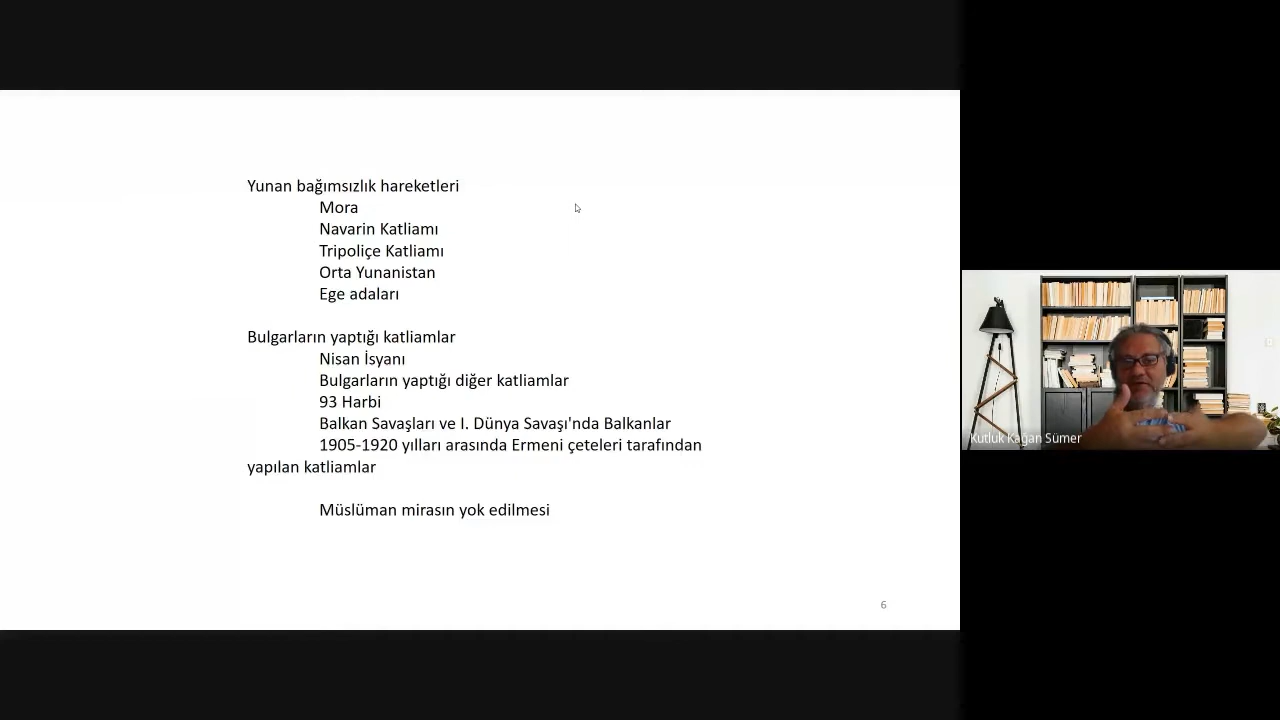 Yunan bağımsızlık hareketleri
Mora
Navarin Katliamı
Tripoliçe Katliamı
Orta Yunanistan
Ege adaları
Bulgarların yaptığı katliamlar
Nisan İsyanı
Bulgarların yaptığı diğer katliamlar
93 Harbi
Balkan Savaşları ve I. Dünya Savaşı'nda Balkanlar
1905-1920 yılları arasında Ermeni çeteleri tarafından
yapılan katliamlar
Müslüman mirasın yok edilmesi
6
Kutluk Kağan Sümer